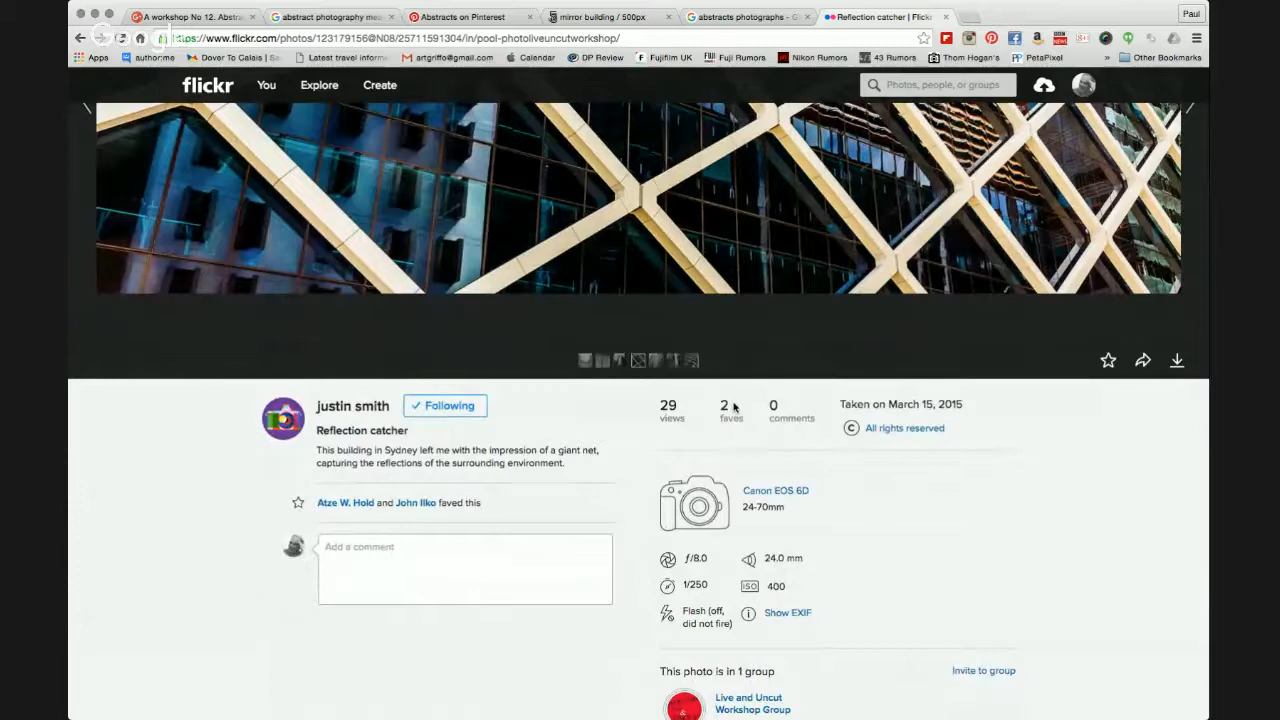 A workshop No 12. Abstra
abstract photography mea
Abstracts on Pinterest
mirror building / 500px
abstracts photographs - G
Reflection catcher | Flickr
Paul
https://www.flickr.com/photos/123179156@N08/25711591304/in/pool-photoliveuncutworkshop/
Apps
author:me
Dover To Calais | Sa
Latest travel inform
artgriffo@gmail.com
Calendar
DP Review
Fujifilm UK
Fuji Rumors
Nikon Rumors
43 Rumors
Thom Hogan's
PetaPixel
»
Other Bookmarks
flickr
You
Explore
Create
Photos, people, or groups
justin smith
Following
Reflection catcher
This building in Sydney left me with the impression of a giant net,
capturing the reflections of the surrounding environment.
Atze W. Hold and John Ilko faved this
Add a comment
29 2 0
views faves comments
Taken on March 15, 2015
All rights reserved
Canon EOS 6D
24-70mm
ƒ/8.0 24.0 mm
1/250 ISO 400
Flash (off,
did not fire)
Show EXIF
This photo is in 1 group
Invite to group
Live and Uncut
Workshop Group